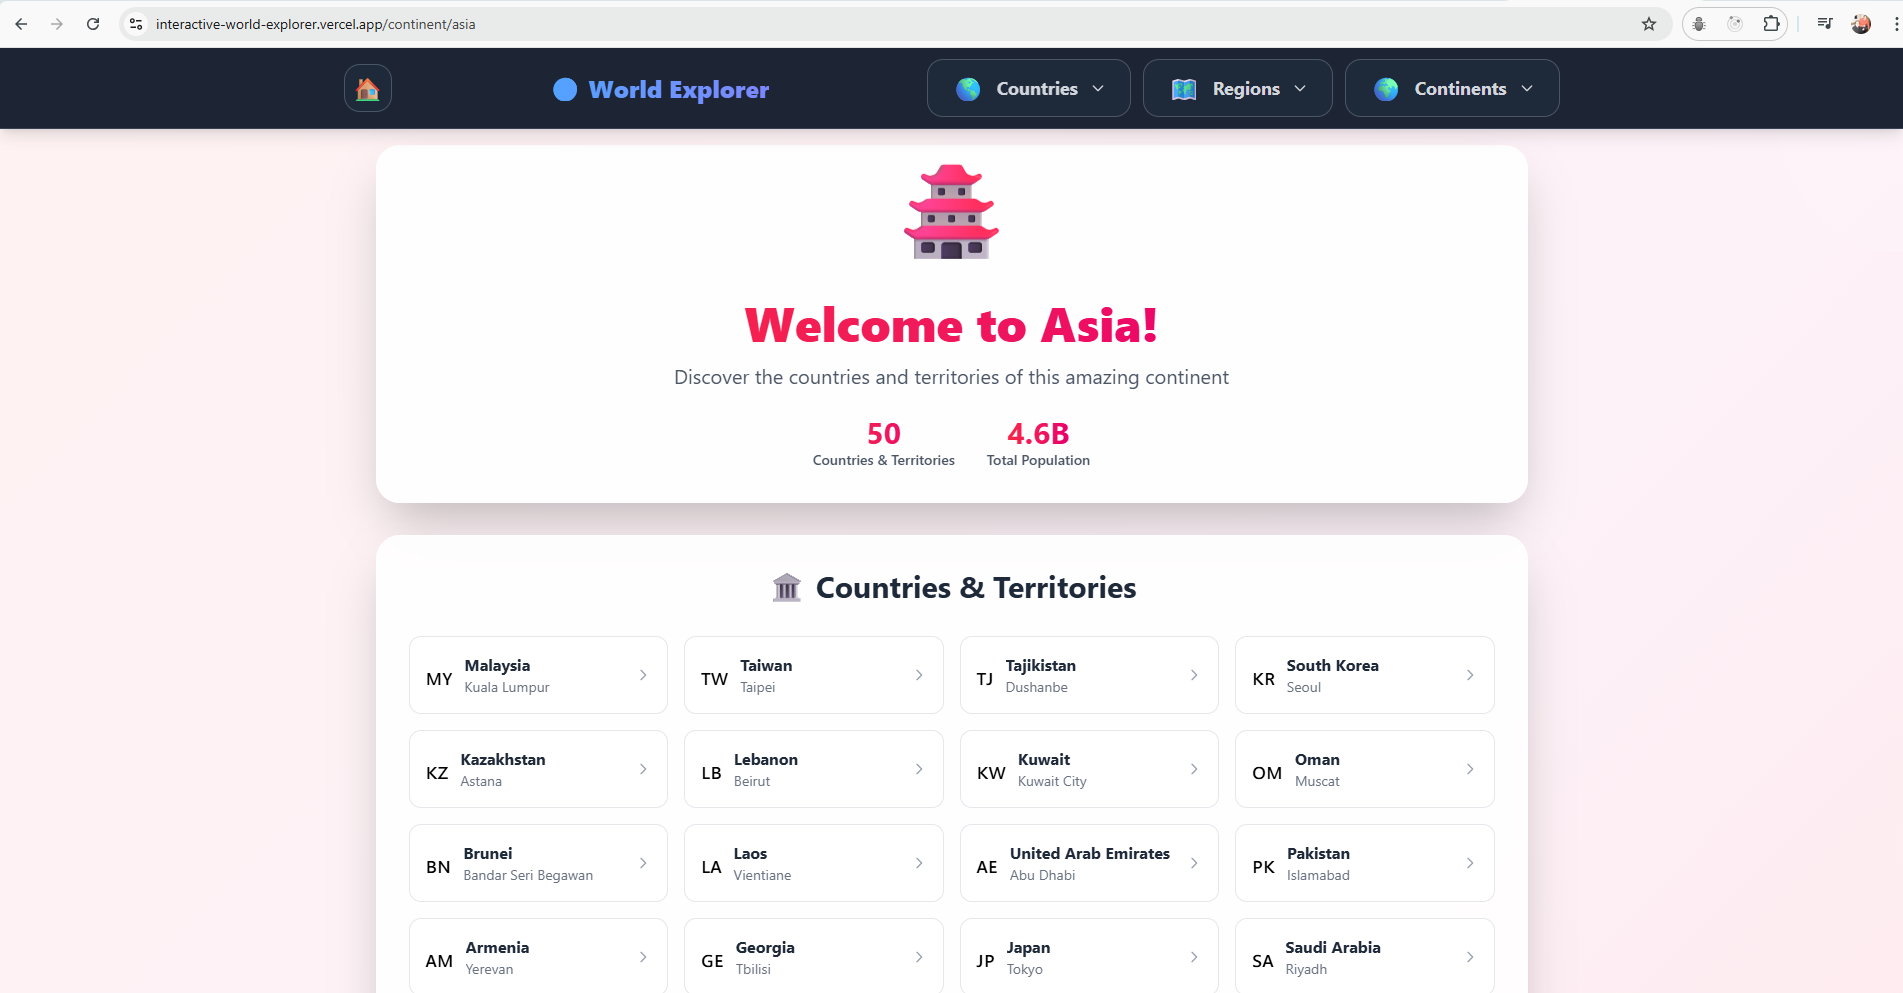 interactive-world-explorer.vercel.app/continent/asia
World Explorer
Countries
Regions
Continents
Welcome to Asia!
Discover the countries and territories of this amazing continent
50
Countries & Territories
4.6B
Total Population
Countries & Territories
MY
Malaysia
Kuala Lumpur
TW
Taiwan
Taipei
TJ
Tajikistan
Dushanbe
KR
South Korea
Seoul
KZ
Kazakhstan
Astana
LB
Lebanon
Beirut
KW
Kuwait
Kuwait City
OM
Oman
Muscat
BN
Brunei
Bandar Seri Begawan
LA
Laos
Vientiane
AE
United Arab Emirates
Abu Dhabi
PK
Pakistan
Islamabad
AM
Armenia
Yerevan
GE
Georgia
Tbilisi
JP
Japan
Tokyo
SA
Saudi Arabia
Riyadh